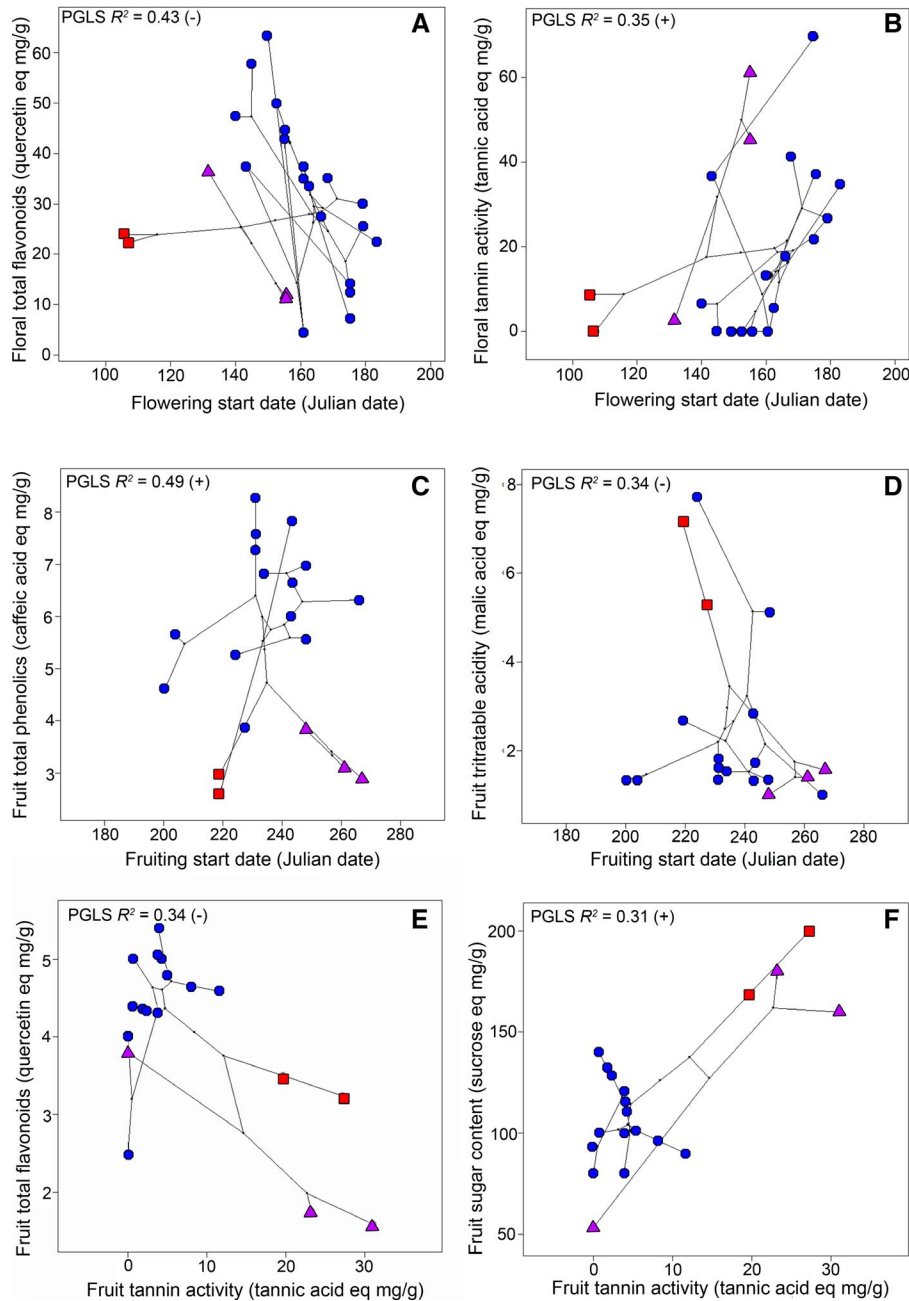 PGLS R² = 0.43 (-)
A
Floral total flavonoids (quercetin eq mg/g)
60
50
40
30
20
10
0
100 120 140 160 180 200
Flowering start date (Julian date)
PGLS R² = 0.35 (+)
B
Floral tannin activity (tannic acid eq mg/g)
60
40
20
0
100 120 140 160 180 200
Flowering start date (Julian date)
PGLS R² = 0.49 (+)
C
Fruit total phenolics (caffeic acid eq mg/g)
8
7
6
5
4
3
180 200 220 240 260 280
Fruiting start date (Julian date)
PGLS R² = 0.34 (-)
D
Fruit tritratable acidity (malic acid eq mg/g)
8
6
4
2
180 200 220 240 260 280
Fruiting start date (Julian date)
PGLS R² = 0.34 (-)
E
Fruit total flavonoids (quercetin eq mg/g)
5
4
3
2
0 10 20 30
Fruit tannin activity (tannic acid eq mg/g)
PGLS R² = 0.31 (+)
F
Fruit sugar content (sucrose eq mg/g)
200
150
100
50
0 10 20 30
Fruit tannin activity (tannic acid eq mg/g)